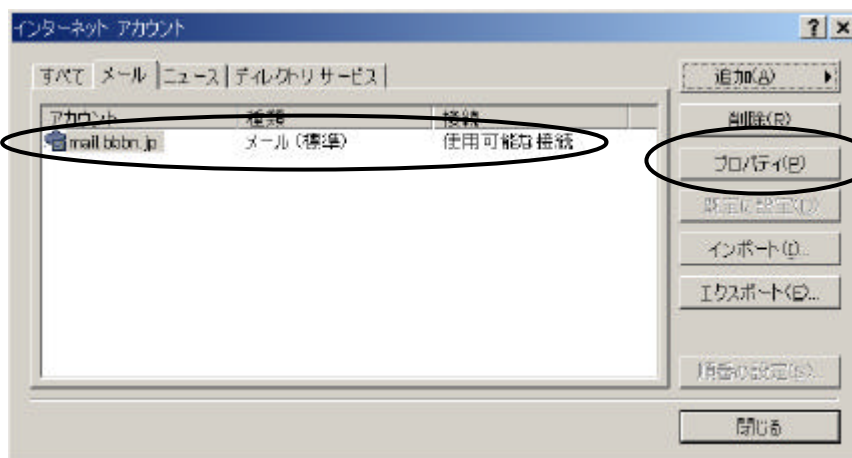 インターネット アカウント
すべて メール ニュース ディレクトリ サービス
アカウント 種類 接続
mail.bbbn.jp メール (標準) 使用可能な接続
追加(A)
削除(R)
プロパティ(P)
既定に設定(D)
インポート(I)...
エクスポート(E)...
順番の設定(S)...
閉じる